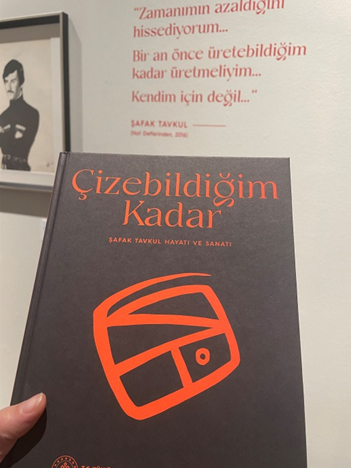 "Zamanımın azaldığını
hissediyorum...
Bir an önce üretebildiğim
kadar üretmeliyim...
Kendim için değil..."
ŞAFAK TAVKUL
(Not Defterinden, 2016)
Çizebildiğim
Kadar
ŞAFAK TAVKUL HAYATI VE SANATI